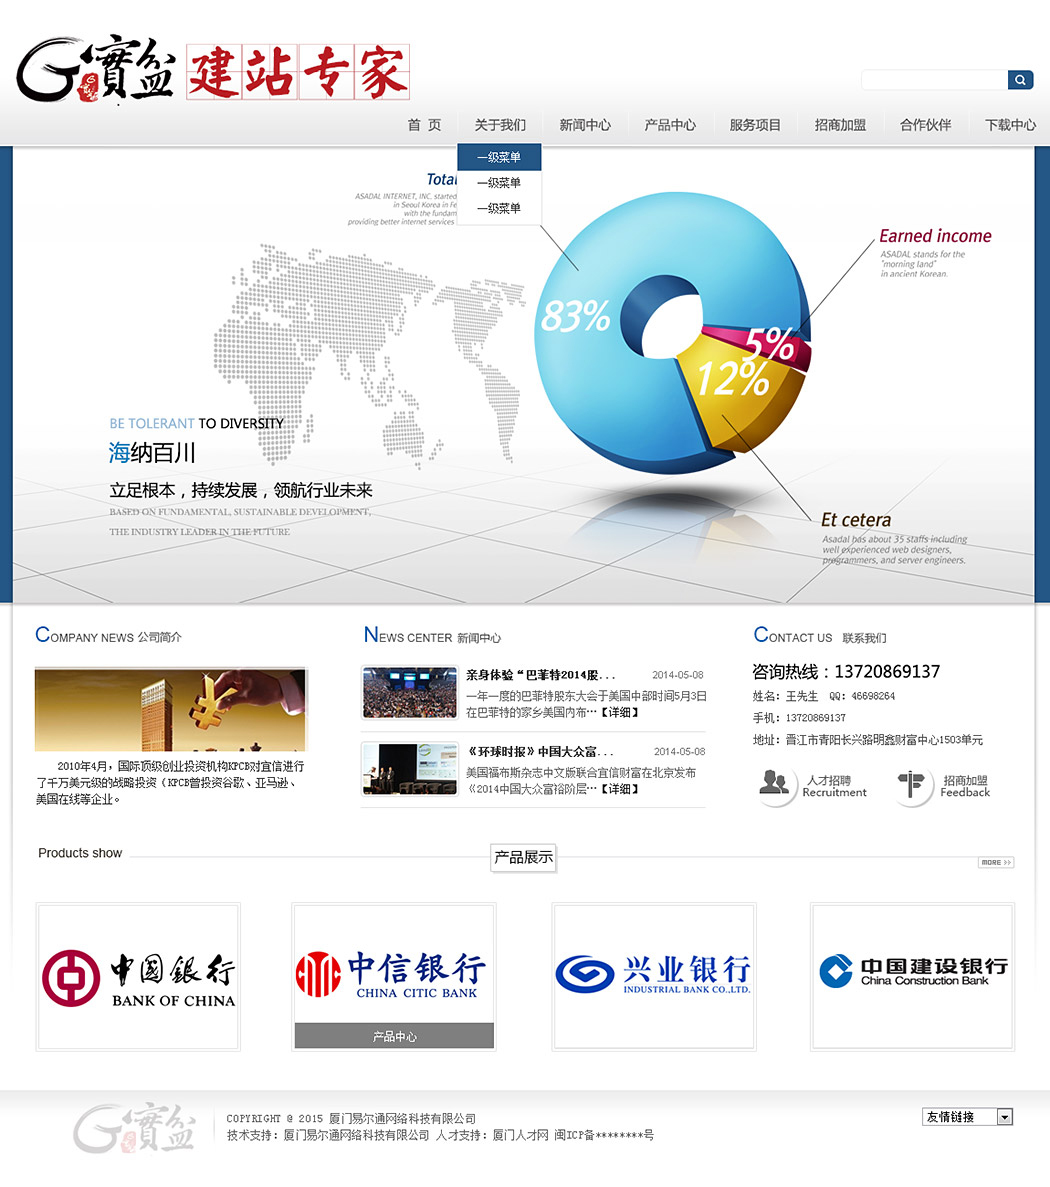 G寶盆 建站专家
首 页 关于我们 新闻中心 产品中心 服务项目 招商加盟 合作伙伴 下载中心
一级菜单
一级菜单
一级菜单
Total
ASADAL INTERNET, INC. started
in Seoul Korea in Fe
with the fundam
providing better internet services
83%
5%
12%
Earned income
ASADAL stands for the
"morning land"
in ancient Korean.
BE TOLERANT TO DIVERSITY
海纳百川
立足根本，持续发展，领航行业未来
BASED ON FUNDAMENTAL, SUSTAINABLE DEVELOPMENT,
THE INDUSTRY LEADER IN THE FUTURE
Et cetera
Asadal has about 35 staffs including
well experienced web designers,
programmers, and server engineers.
COMPANY NEWS 公司简介
2010年4月，国际顶级创业投资机构KPCB对宜信进行
了千万美元级的战略投资（KPCB曾投资谷歌、亚马逊、
美国在线等企业。
NEWS CENTER 新闻中心
亲身体验“巴菲特2014股... 2014-05-08
一年一度的巴菲特股东大会于美国中部时间5月3日
在巴菲特的家乡美国内布…【详细】
《环球时报》中国大众富... 2014-05-08
美国福布斯杂志中文版联合宜信财富在北京发布
《2014中国大众富裕阶层…【详细】
CONTACT US 联系我们
咨询热线：13720869137
姓名：王先生 QQ：46698264
手机：13720869137
地址：晋江市青阳长兴路明鑫财富中心1503单元
人才招聘
Recruitment
招商加盟
Feedback
Products show
产品展示
MORE >>
中国銀行
BANK OF CHINA
中信银行
CHINA CITIC BANK
产品中心
兴业银行
INDUSTRIAL BANK CO.,LTD.
中国建设银行
China Construction Bank
G寶盆
COPYRIGHT @ 2015 厦门易尔通网络科技有限公司
技术支持：厦门易尔通网络科技有限公司 人才支持：厦门人才网 闽ICP备********号
友情链接